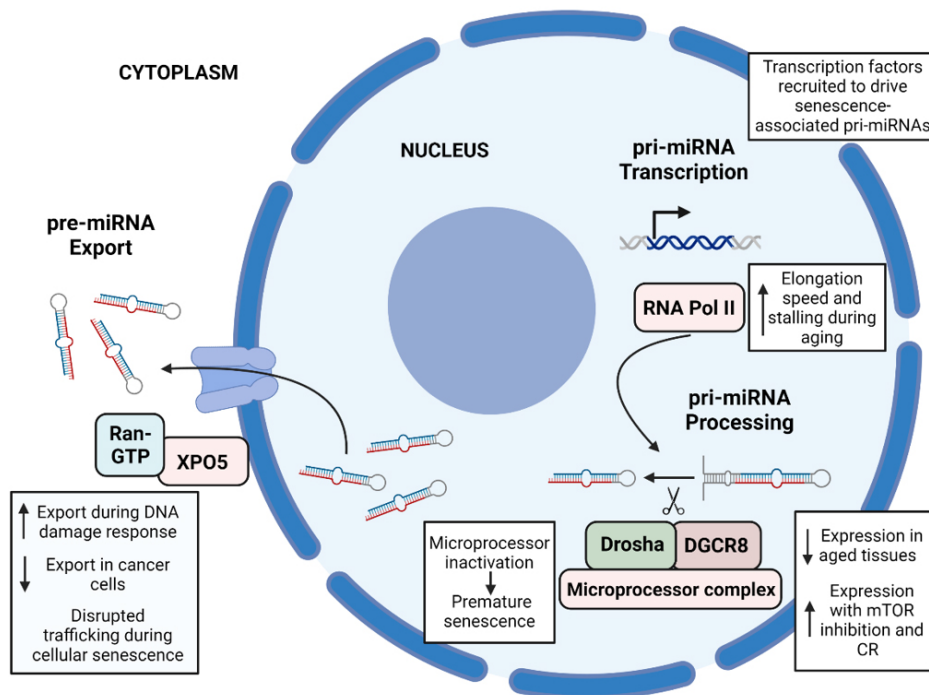 CYTOPLASM
NUCLEUS
Transcription factors
recruited to drive
senescence-
associated pri-miRNAs
pri-miRNA
Transcription
pre-miRNA
Export
RNA Pol II
Elongation
speed and
stalling during
aging
pri-miRNA
Processing
Ran-
GTP
XPO5
Export during DNA
damage response
Export in cancer
cells
Disrupted
trafficking during
cellular senescence
Microprocessor
inactivation
Premature
senescence
Drosha
DGCR8
Microprocessor complex
Expression in
aged tissues
Expression
with mTOR
inhibition and
CR